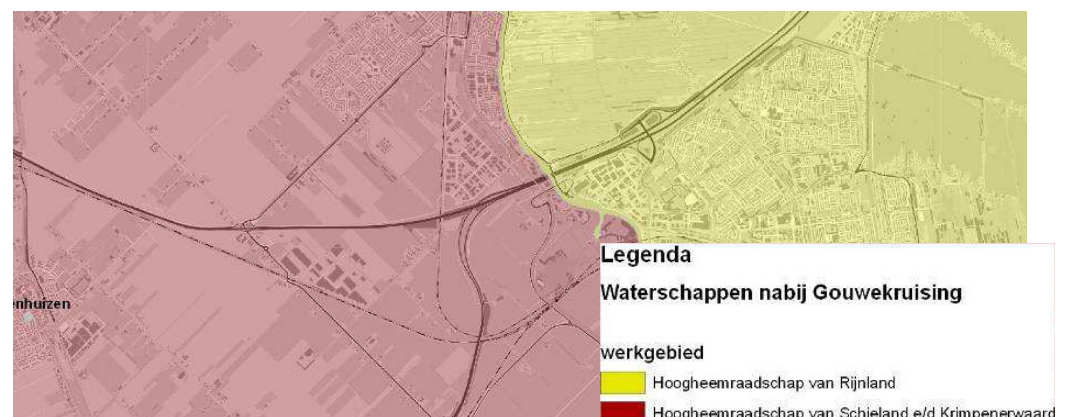 enhuizen
Legenda
Waterschappen nabij Gouwekruising
werkgebied
Hoogheemraadschap van Rijnland
Hoogheemraadschap van Schieland e/d Krimpenerwaard